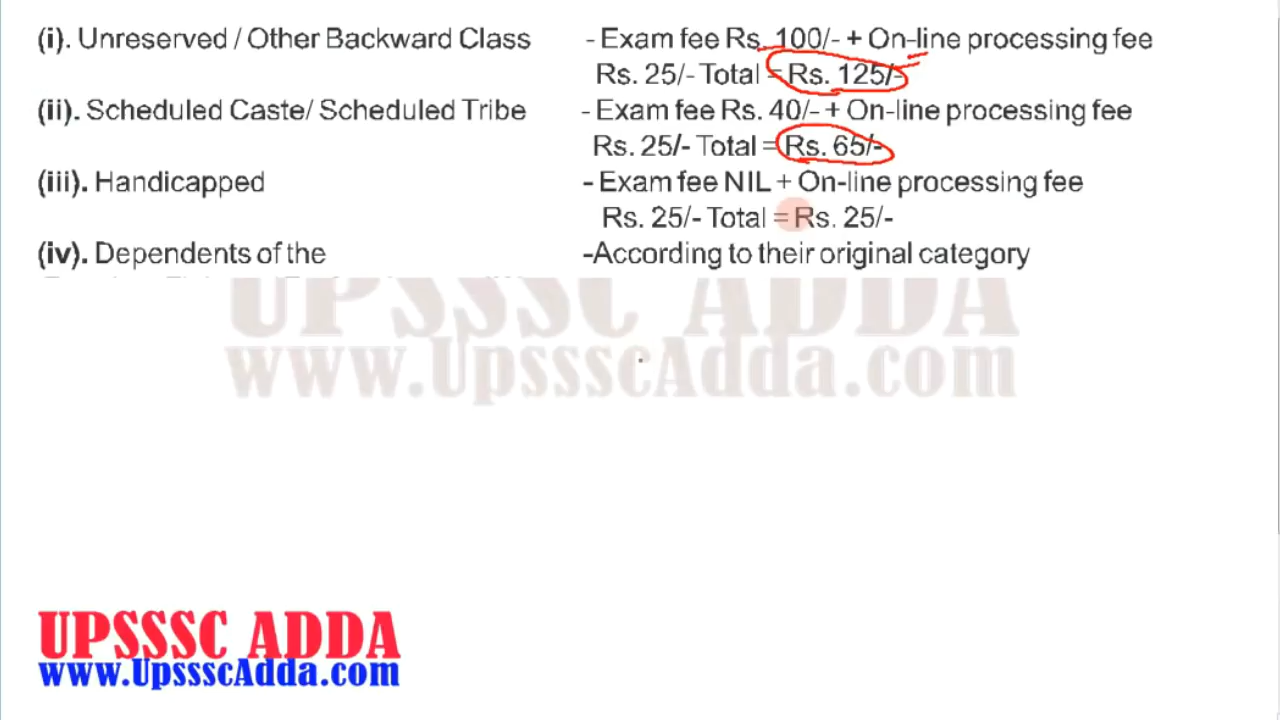 (i). Unreserved / Other Backward Class - Exam fee Rs. 100/- + On-line processing fee
Rs. 25/- Total = Rs. 125/-
(ii). Scheduled Caste/ Scheduled Tribe - Exam fee Rs. 40/- + On-line processing fee
Rs. 25/- Total = Rs. 65/-
(iii). Handicapped - Exam fee NIL + On-line processing fee
Rs. 25/- Total = Rs. 25/-
(iv). Dependents of the -According to their original category
UPSSSC ADDA
www.UpssscAdda.com
UPSSSC ADDA
www.UpssscAdda.com